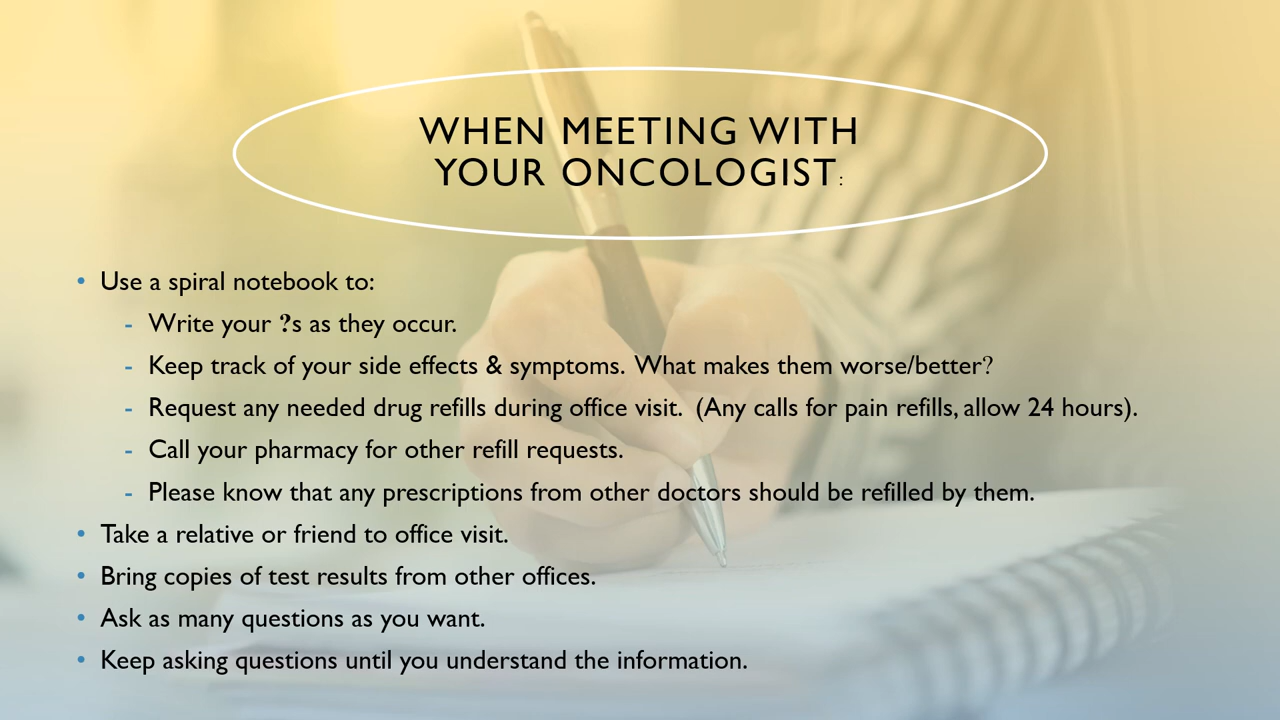 WHEN MEETING WITH
YOUR ONCOLOGIST:
• Use a spiral notebook to:
- Write your ?s as they occur.
- Keep track of your side effects & symptoms. What makes them worse/better?
- Request any needed drug refills during office visit. (Any calls for pain refills, allow 24 hours).
- Call your pharmacy for other refill requests.
- Please know that any prescriptions from other doctors should be refilled by them.
• Take a relative or friend to office visit.
• Bring copies of test results from other offices.
• Ask as many questions as you want.
• Keep asking questions until you understand the information.